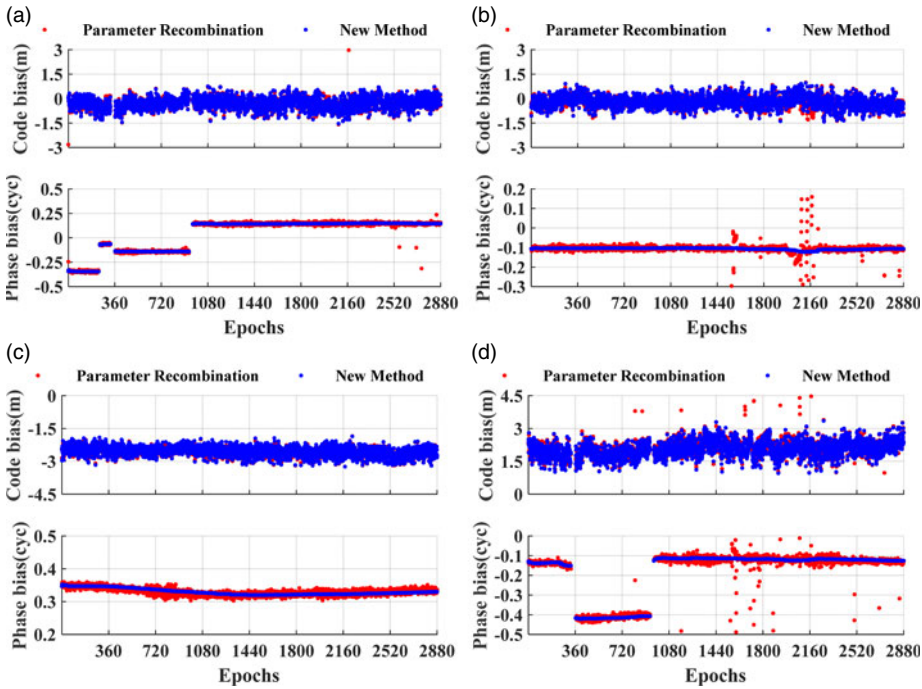 (a)
Parameter Recombination New Method
Code bias(m)
3
1.5
0
-1.5
-3
Phase bias(cyc)
0.5
0.25
0
-0.25
-0.5
360 720 1080 1440 1800 2160 2520 2880
Epochs
(b)
Parameter Recombination New Method
Code bias(m)
3
1.5
0
-1.5
-3
Phase bias(cyc)
0.2
0.1
0
-0.1
-0.2
-0.3
360 720 1080 1440 1800 2160 2520 2880
Epochs
(c)
Parameter Recombination New Method
Code bias(m)
0
-1.5
-3
-4.5
Phase bias(cyc)
0.5
0.4
0.3
0.2
360 720 1080 1440 1800 2160 2520 2880
Epochs
(d)
Parameter Recombination New Method
Code bias(m)
4.5
3
1.5
0
Phase bias(cyc)
-0
-0.1
-0.2
-0.3
-0.4
-0.5
360 720 1080 1440 1800 2160 2520 2880
Epochs